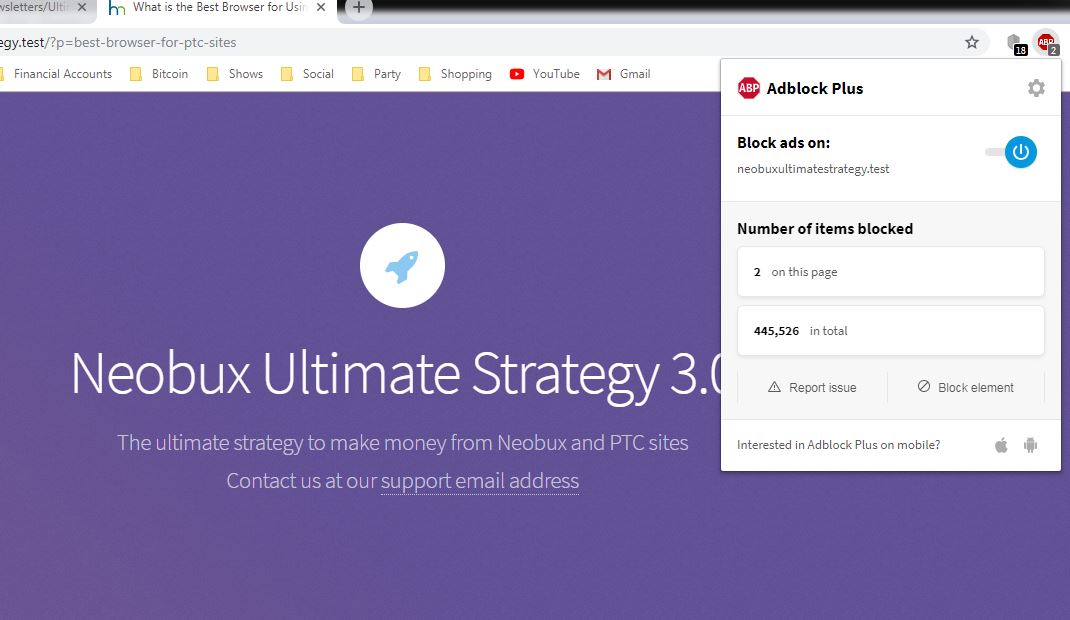 wsletters/Ulti
What is the Best Browser for Usin
egy.test/?p=best-browser-for-ptc-sites
18
ABP
2
Financial Accounts
Bitcoin
Shows
Social
Party
Shopping
YouTube
Gmail
ABP Adblock Plus
Block ads on:
neobuxultimatestrategy.test
Number of items blocked
2 on this page
445,526 in total
Report issue
Block element
Interested in Adblock Plus on mobile?
Neobux Ultimate Strategy 3.0
The ultimate strategy to make money from Neobux and PTC sites
Contact us at our support email address